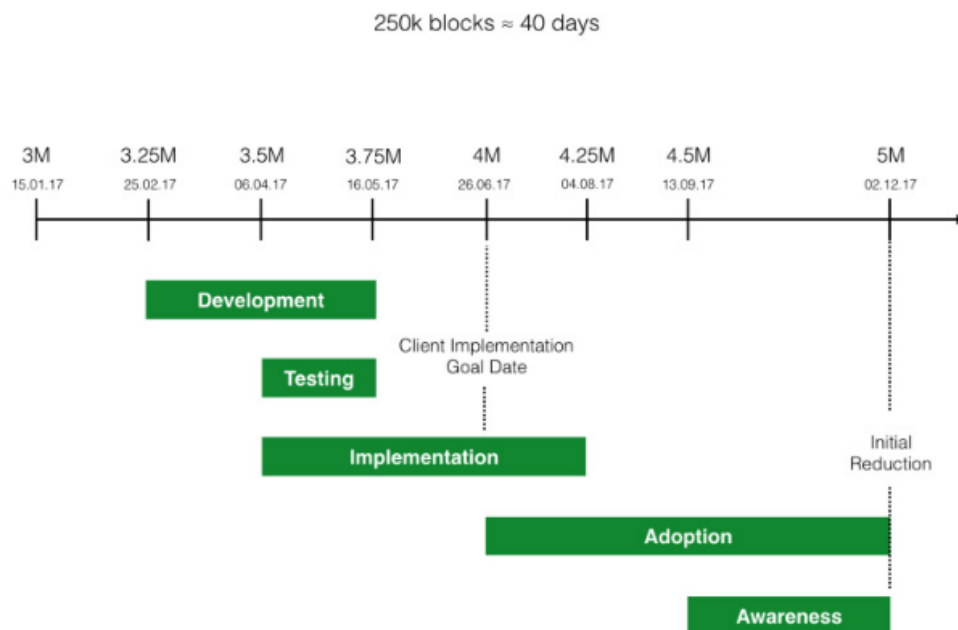 250k blocks ≈ 40 days
3M 3.25M 3.5M 3.75M 4M 4.25M 4.5M 5M
15.01.17 25.02.17 06.04.17 16.05.17 26.06.17 04.08.17 13.09.17 02.12.17
Development
Client Implementation
Goal Date
Testing
Initial
Reduction
Implementation
Adoption
Awareness